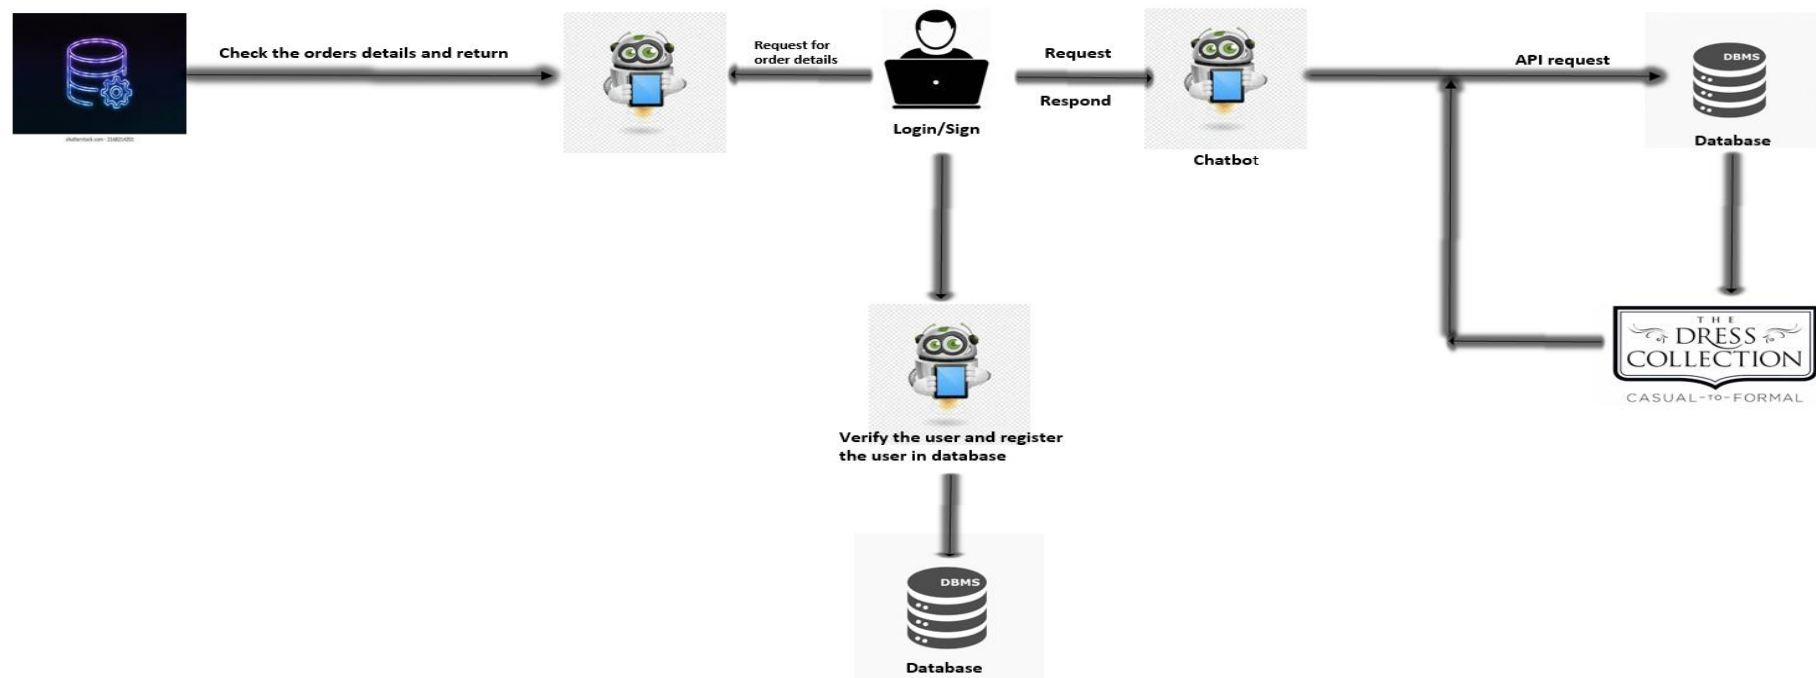 Check the orders details and return
Request for
order details
Login/Sign
Request
Respond
Chatbot
API request
DBMS
Database
THE
DRESS
COLLECTION
CASUAL-TO-FORMAL
Verify the user and register
the user in database
DBMS
Database